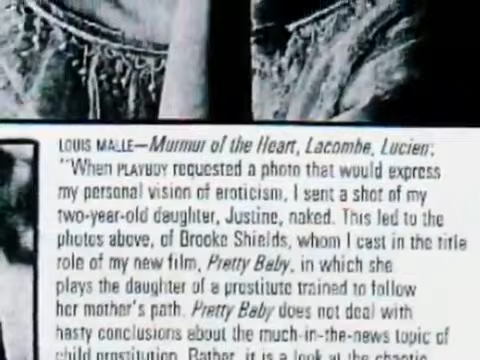 LOUIS MALLE—Murmur of the Heart, Lacombe, Lucien:
"When PLAYBOY requested a photo that would express
my personal vision of eroticism, I sent a shot of my
two-year-old daughter, Justine, naked. This led to the
photos above, of Brooke Shields, whom I cast in the title
role of my new film, Pretty Baby, in which she
plays the daughter of a prostitute trained to follow
her mother's path. Pretty Baby does not deal with
hasty conclusions about the much-in-the-news topic of
child prostitution. Rather, it is a look at the chaotic